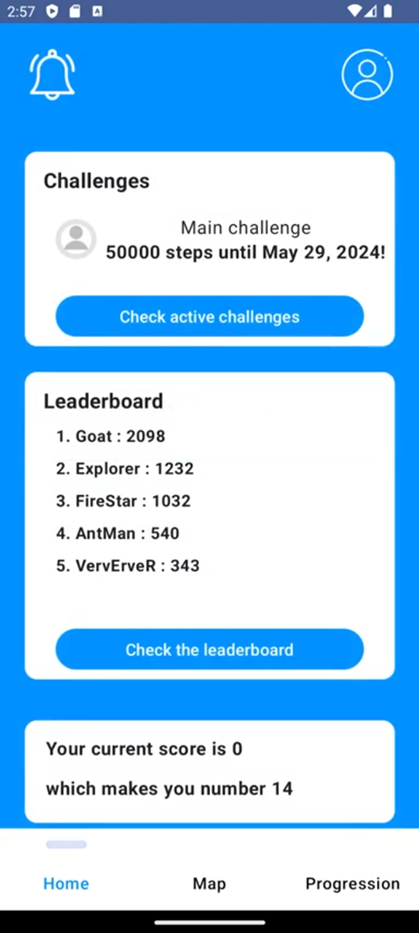 2:57
Challenges
Main challenge
50000 steps until May 29, 2024!
Check active challenges
Leaderboard
1. Goat : 2098
2. Explorer : 1232
3. FireStar : 1032
4. AntMan : 540
5. VervErveR : 343
Check the leaderboard
Your current score is 0
which makes you number 14
Home Map Progression